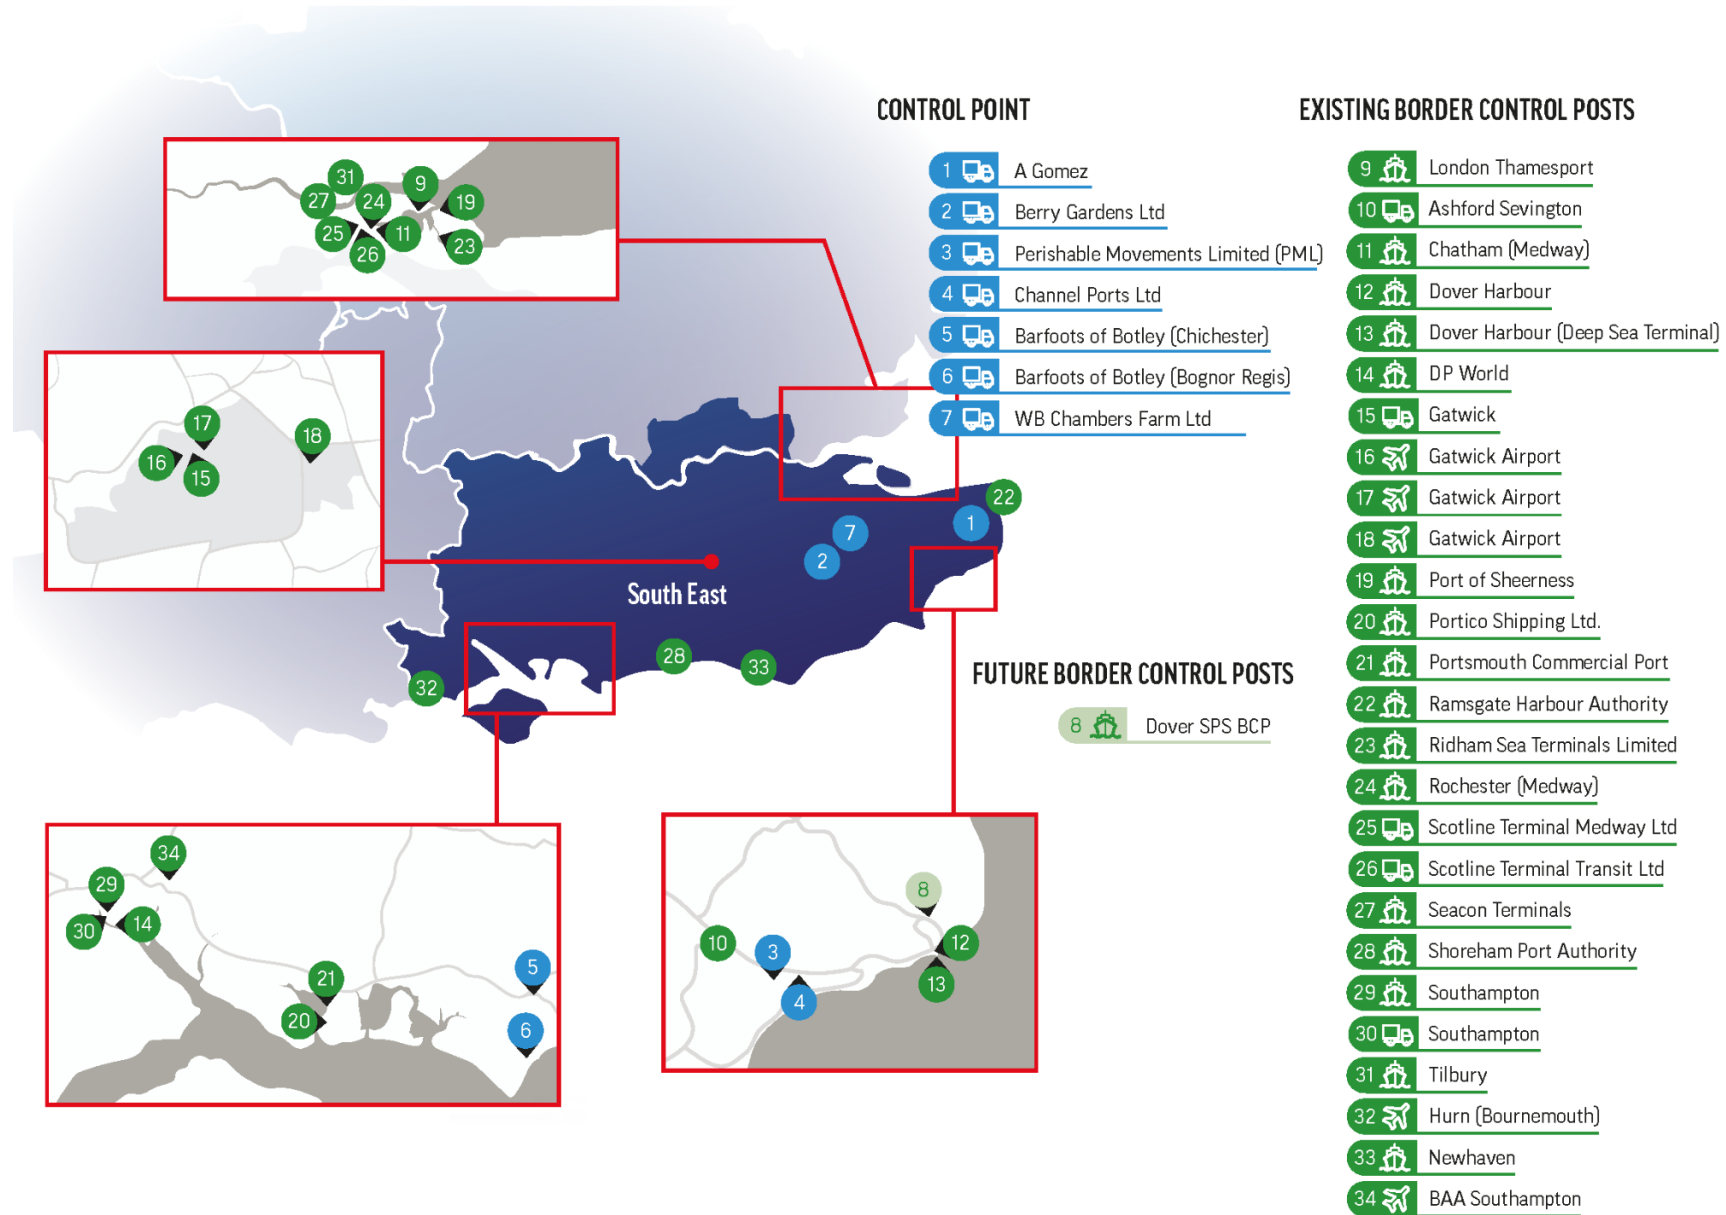 CONTROL POINT
1 A Gomez
2 Berry Gardens Ltd
3 Perishable Movements Limited (PML)
4 Channel Ports Ltd
5 Barfoots of Botley (Chichester)
6 Barfoots of Botley (Bognor Regis)
7 WB Chambers Farm Ltd
EXISTING BORDER CONTROL POSTS
9 London Thamesport
10 Ashford Sevington
11 Chatham (Medway)
12 Dover Harbour
13 Dover Harbour (Deep Sea Terminal)
14 DP World
15 Gatwick
16 Gatwick Airport
17 Gatwick Airport
18 Gatwick Airport
19 Port of Sheerness
20 Portico Shipping Ltd.
21 Portsmouth Commercial Port
22 Ramsgate Harbour Authority
23 Ridham Sea Terminals Limited
24 Rochester (Medway)
25 Scotline Terminal Medway Ltd
26 Scotline Terminal Transit Ltd
27 Seacon Terminals
28 Shoreham Port Authority
29 Southampton
30 Southampton
31 Tilbury
32 Hurn (Bournemouth)
33 Newhaven
34 BAA Southampton
FUTURE BORDER CONTROL POSTS
8 Dover SPS BCP
31
9
27
24
19
25
11
26
23
17
18
16
15
22
1
7
2
South East
28
33
32
34
29
30
14
5
21
20
6
8
10
12
3
13
4